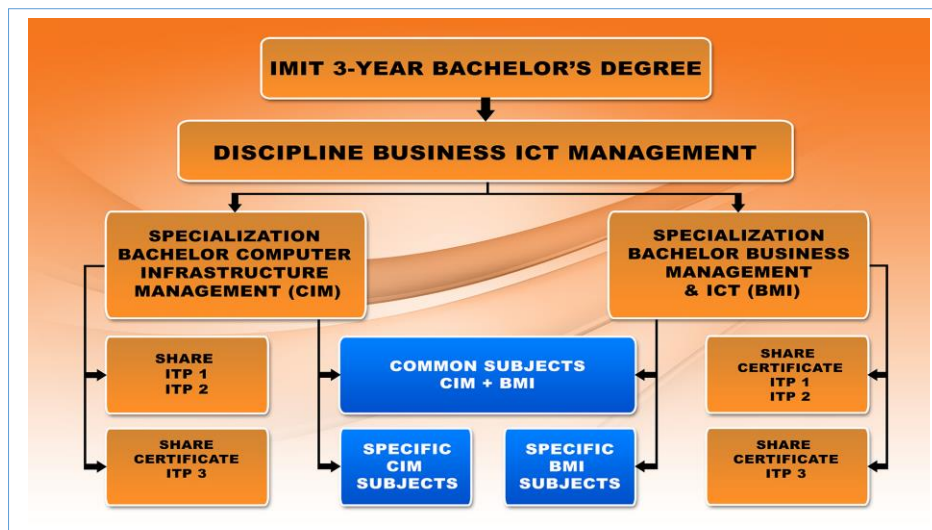 IMIT 3-YEAR BACHELOR'S DEGREE
DISCIPLINE BUSINESS ICT MANAGEMENT
SPECIALIZATION
BACHELOR COMPUTER
INFRASTRUCTURE
MANAGEMENT (CIM)
SPECIALIZATION
BACHELOR BUSINESS
MANAGEMENT
& ICT (BMI)
SHARE
ITP 1
ITP 2
COMMON SUBJECTS
CIM + BMI
SHARE
CERTIFICATE
ITP 1
ITP 2
SHARE
CERTIFICATE
ITP 3
SPECIFIC
CIM
SUBJECTS
SPECIFIC
BMI
SUBJECTS
SHARE
CERTIFICATE
ITP 3